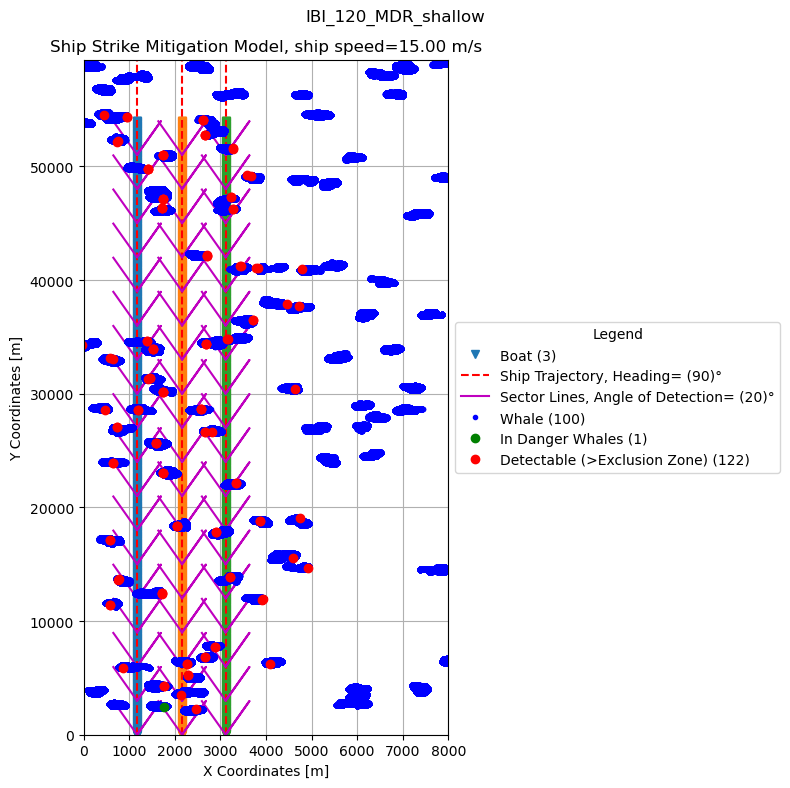 IBI_120_MDR_shallow
Ship Strike Mitigation Model, ship speed=15.00 m/s
Y Coordinates [m]
50000
40000
30000
20000
10000
0
0 1000 2000 3000 4000 5000 6000 7000 8000
X Coordinates [m]
Legend
Boat (3)
Ship Trajectory, Heading= (90)°
Sector Lines, Angle of Detection= (20)°
Whale (100)
In Danger Whales (1)
Detectable (>Exclusion Zone) (122)